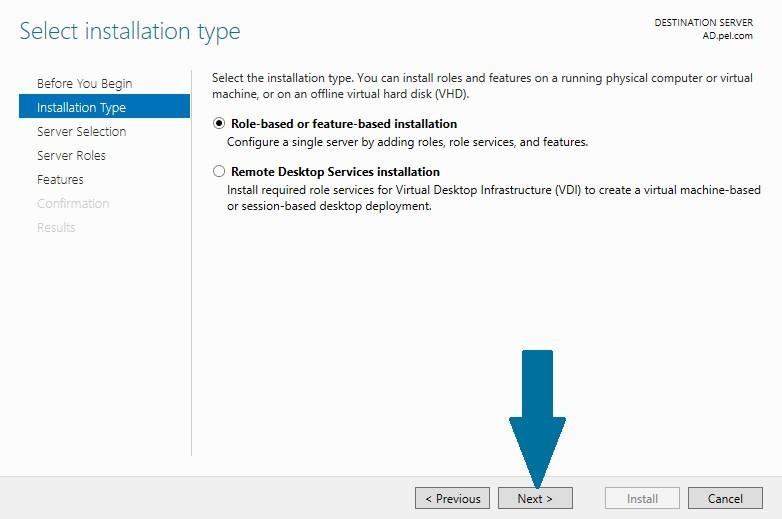 Select installation type
DESTINATION SERVER
AD.pel.com
Before You Begin
Installation Type
Server Selection
Server Roles
Features
Confirmation
Results
Select the installation type. You can install roles and features on a running physical computer or virtual
machine, or on an offline virtual hard disk (VHD).
Role-based or feature-based installation
Configure a single server by adding roles, role services, and features.
Remote Desktop Services installation
Install required role services for Virtual Desktop Infrastructure (VDI) to create a virtual machine-based
or session-based desktop deployment.
< Previous
Next >
Install
Cancel